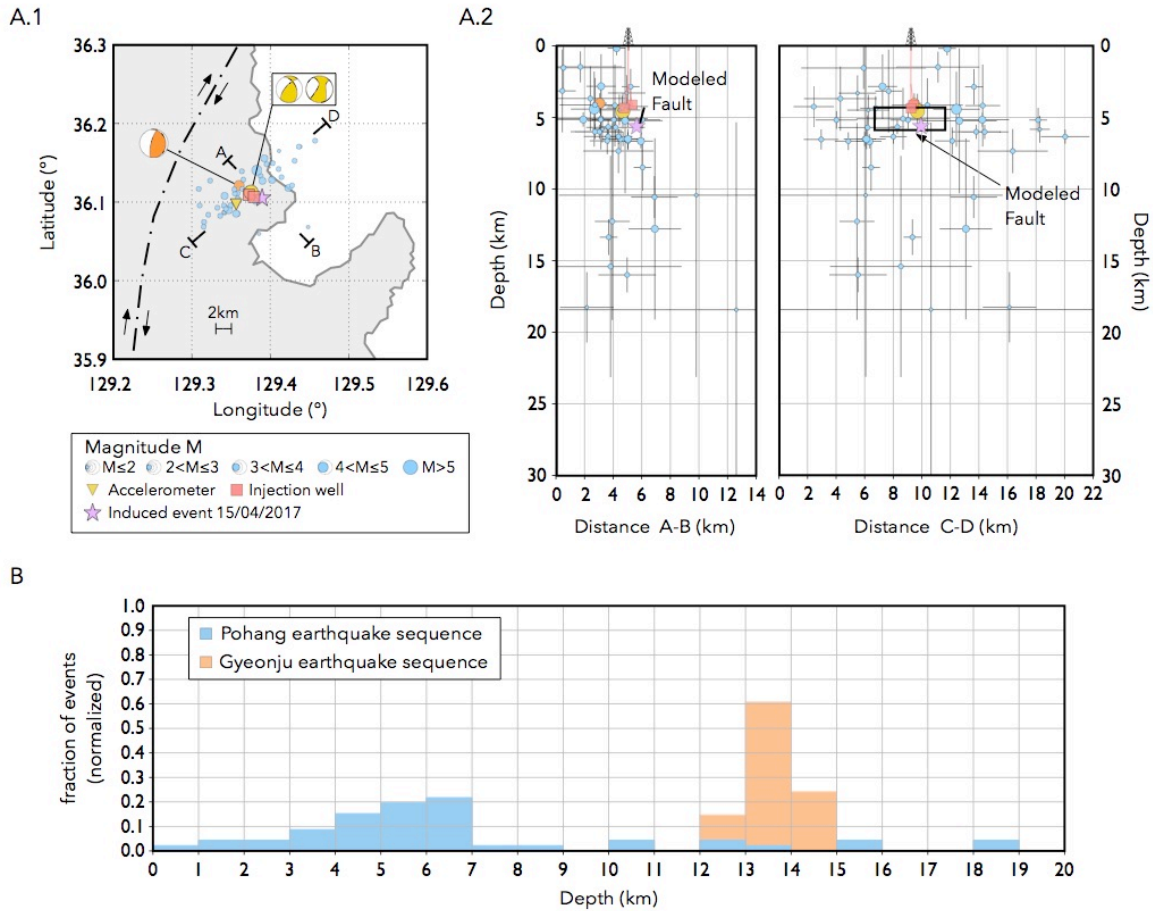 A.1
36.3
36.2
36.1
36.0
35.9
Latitude (°)
A
B
C
D
2km
129.2 129.3 129.4 129.5 129.6
Longitude (°)
Magnitude M
M≤2 2<M≤3 3<M≤4 4<M≤5 M>5
Accelerometer Injection well
Induced event 15/04/2017
A.2
0
5
10
15
20
25
30
Depth (km)
Modeled
Fault
0 2 4 6 8 10 12 14
Distance A-B (km)
Modeled
Fault
0 2 4 6 8 10 12 14 16 18 20 22
Distance C-D (km)
0
5
10
15
20
25
30
Depth (km)
B
1.0
0.9
0.8
0.7
0.6
0.5
0.4
0.3
0.2
0.1
0.0
fraction of events
(normalized)
Pohang earthquake sequence
Gyeonju earthquake sequence
0 1 2 3 4 5 6 7 8 9 10 11 12 13 14 15 16 17 18 19 20
Depth (km)